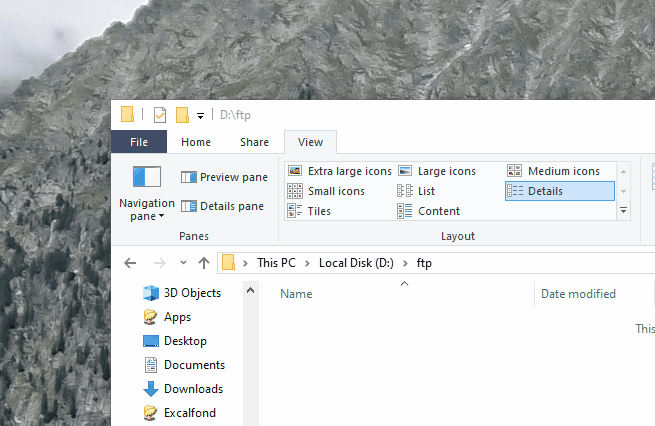 D:\ftp
File Home Share View
Extra large icons Large icons Medium icons
Preview pane
Small icons List Details
Navigation pane
Details pane
Tiles Content
Panes Layout
This PC Local Disk (D:) ftp
Name Date modified
3D Objects
Apps
This
Desktop
Documents
Downloads
Excalfond